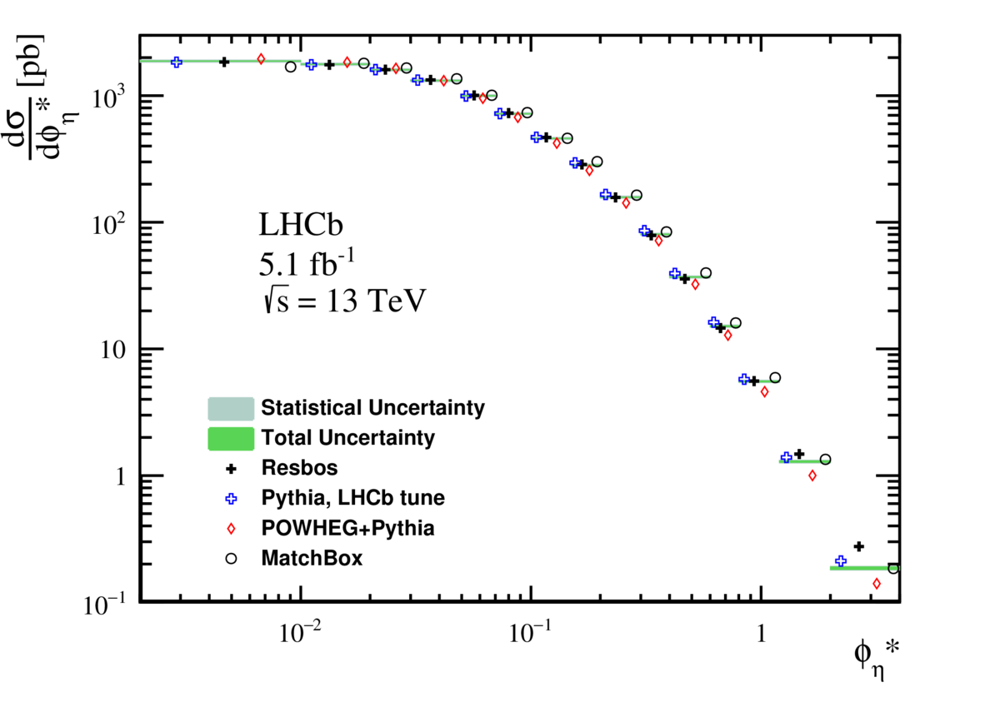 dσ/dφη* [pb]
10³
10²
10
1
10⁻¹
LHCb
5.1 fb⁻¹
√s = 13 TeV
Statistical Uncertainty
Total Uncertainty
Resbos
Pythia, LHCb tune
POWHEG+Pythia
MatchBox
10⁻² 10⁻¹ 1
φη*